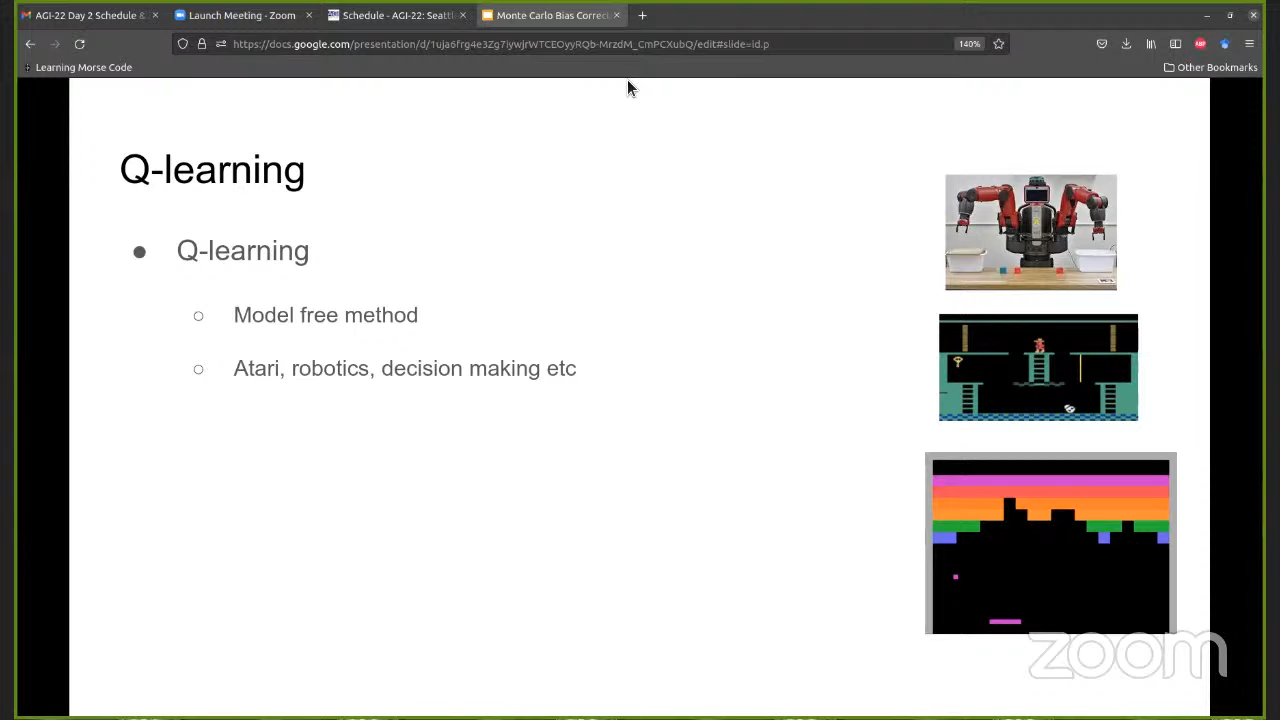 AGI-22 Day 2 Schedule &
Launch Meeting - Zoom
Schedule - AGI-22: Seattl
Monte Carlo Bias Correci
https://docs.google.com/presentation/d/1uja6frg4e3Zg7iywjrWTCEOyyRQb-MrzdM_CmPCXubQ/edit#slide=id.p
140%
ABP
Learning Morse Code
Other Bookmarks
Q-learning
● Q-learning
○ Model free method
○ Atari, robotics, decision making etc
zoom